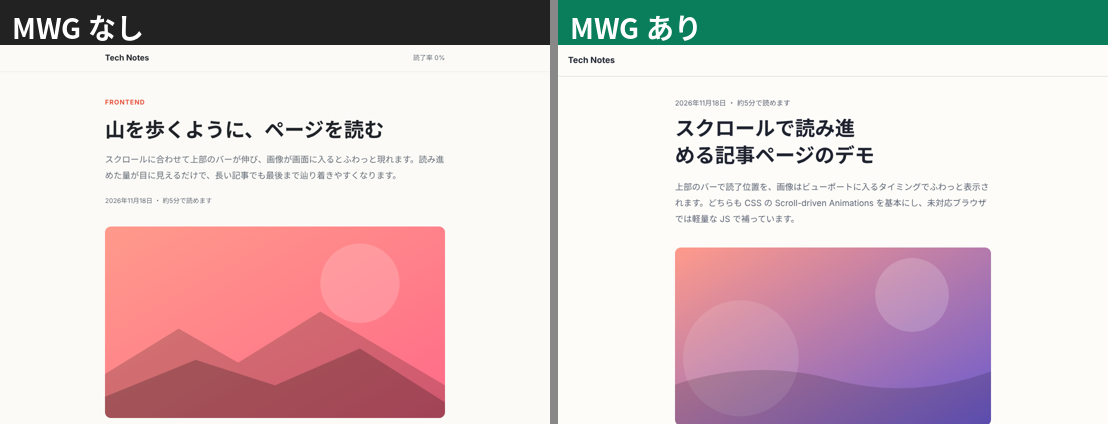 MWG なし
Tech Notes
読了率 0%
FRONTEND
山を歩くように、ページを読む
スクロールに合わせて上部のバーが伸び、画像が画面に入るとふわっと現れます。読み進
めた量が目に見えるだけで、長い記事でも最後まで辿り着きやすくなります。
2026年11月18日 ・ 約5分で読めます
MWG あり
Tech Notes
2026年11月18日 ・ 約5分で読めます
スクロールで読み進
める記事ページのデモ
上部のバーで読了位置を、画像はビューポートに入るタイミングでふわっと表示さ
れます。どちらも CSS の Scroll-driven Animations を基本にし、未対応ブラウザ
では軽量な JS で補っています。